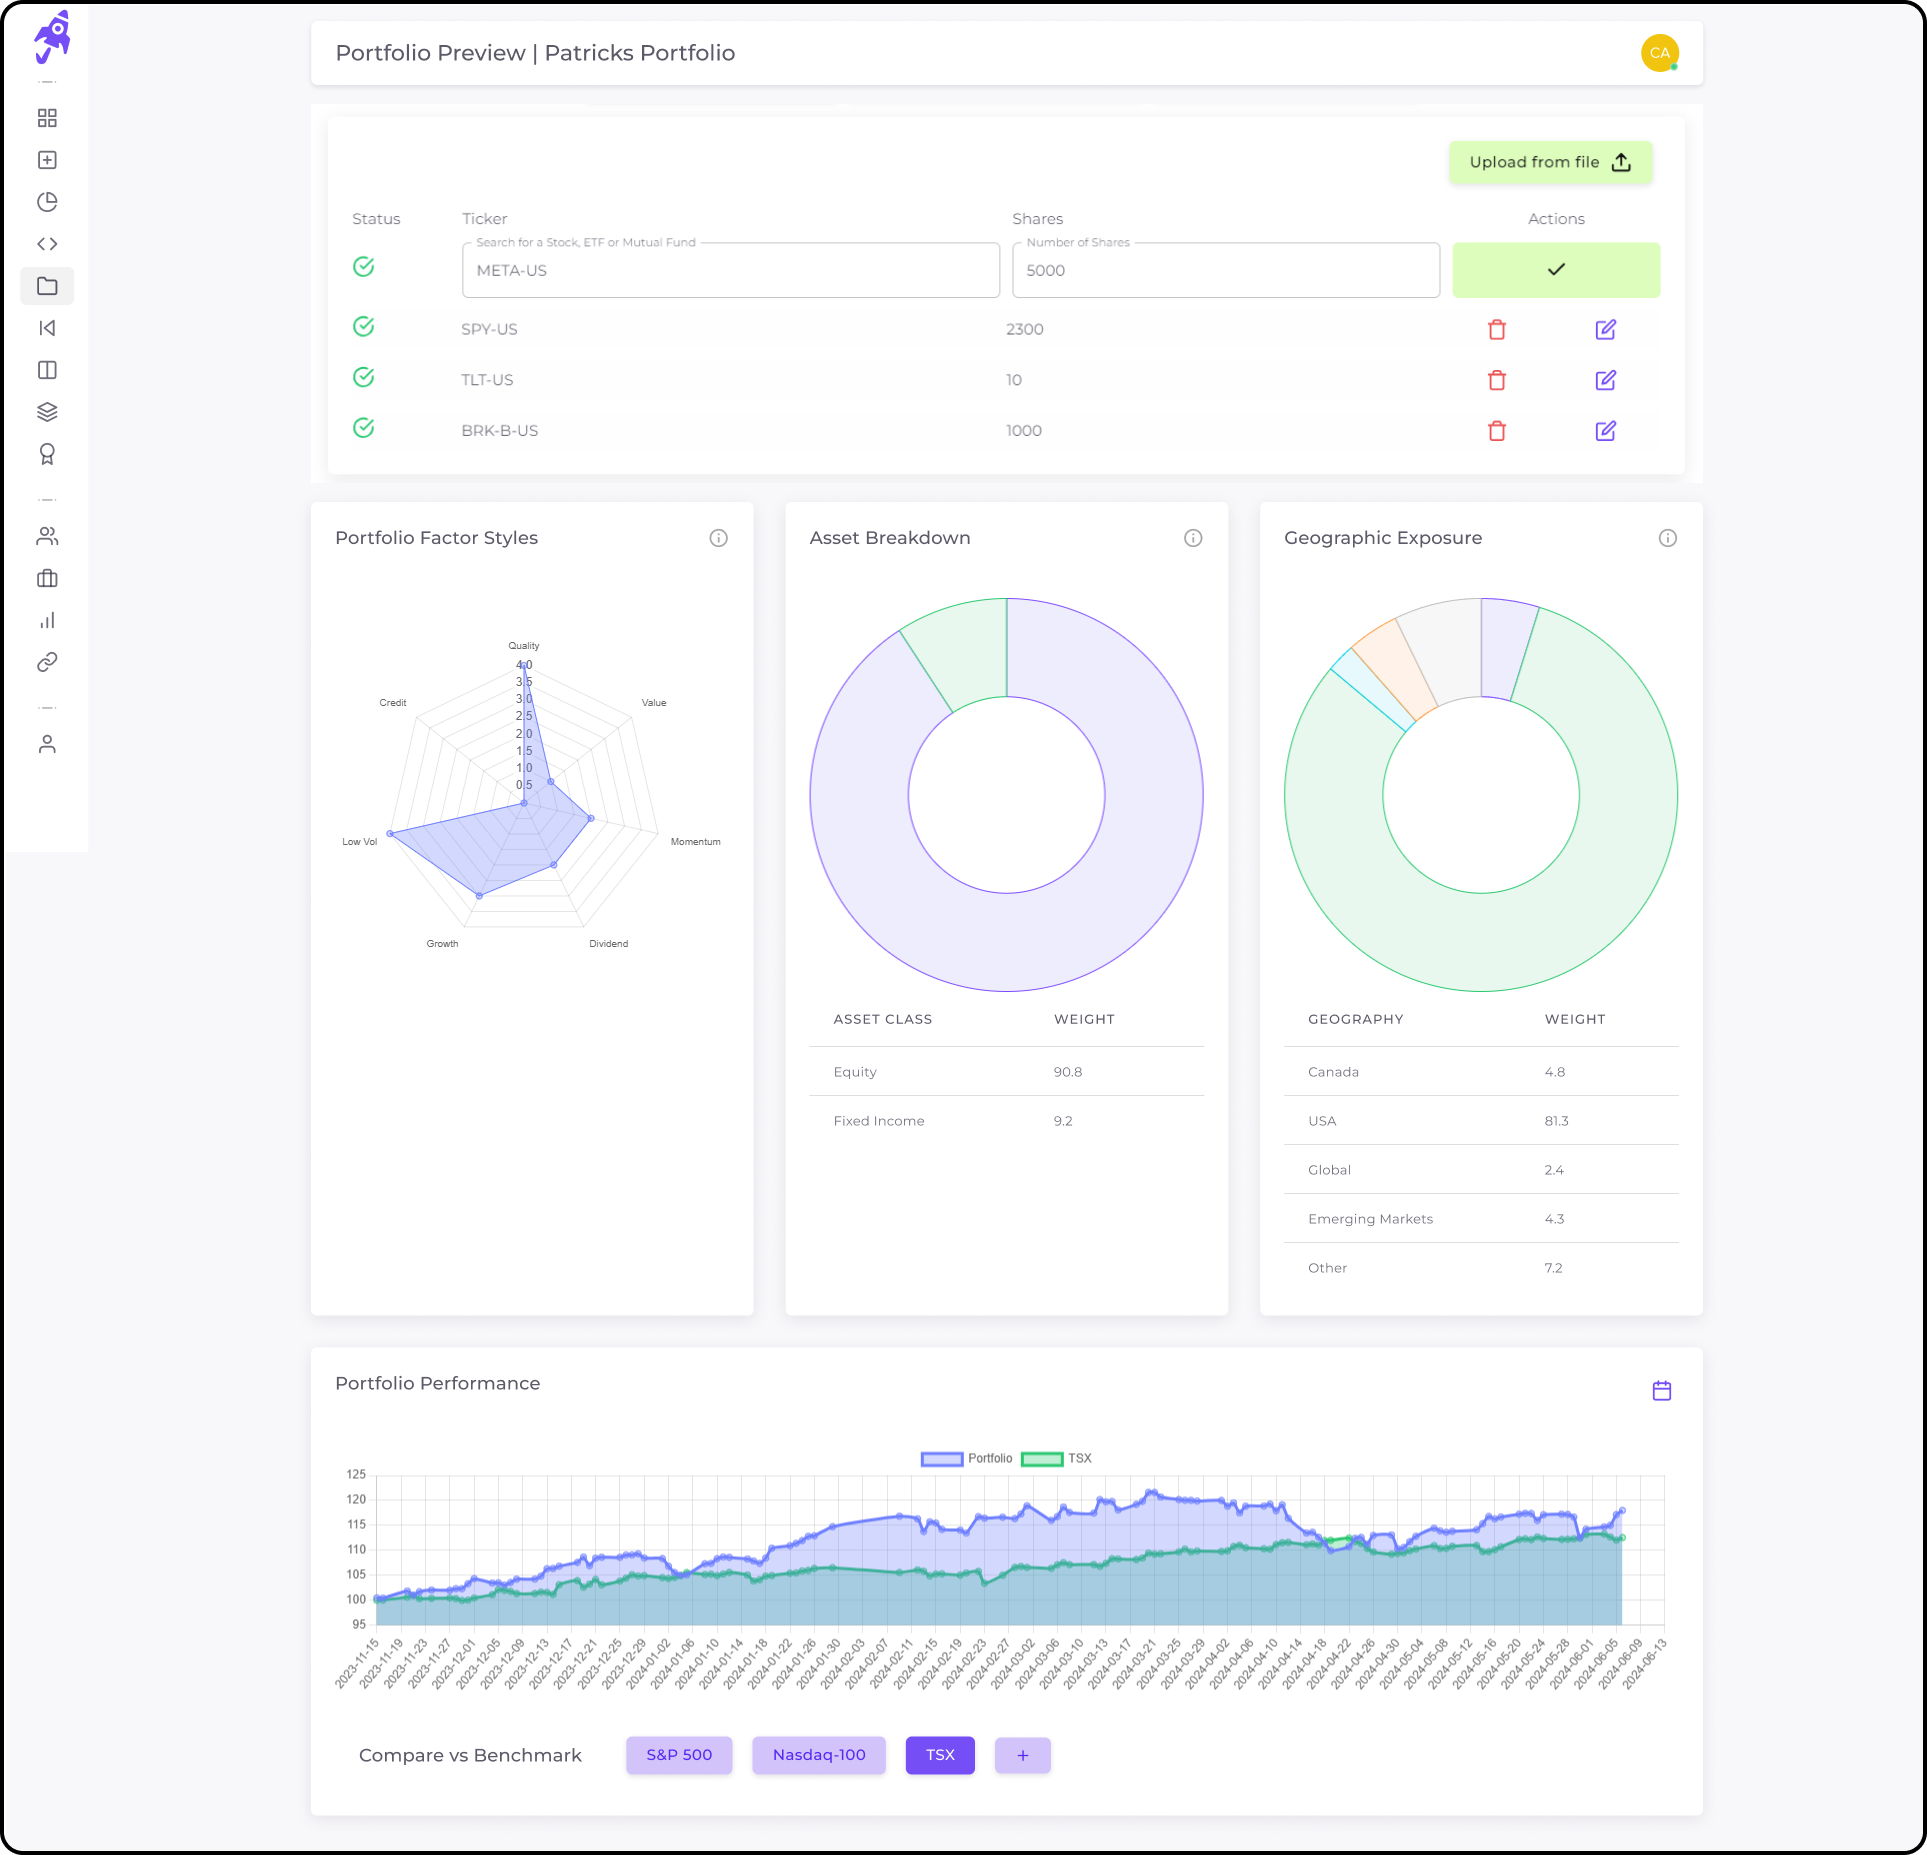 Portfolio Preview | Patricks Portfolio
CA
Upload from file
Status Ticker Shares Actions
Search for a Stock, ETF or Mutual Fund Number of Shares
META-US 5000
SPY-US 2300
TLT-US 10
BRK-B-US 1000
Portfolio Factor Styles
Quality
4.0
3.5
3.0
2.5
2.0
1.5
1.0
0.5
Credit
Value
Low Vol
Momentum
Growth
Dividend
Asset Breakdown
ASSET CLASS WEIGHT
Equity 90.8
Fixed Income 9.2
Geographic Exposure
GEOGRAPHY WEIGHT
Canada 4.8
USA 81.3
Global 2.4
Emerging Markets 4.3
Other 7.2
Portfolio Performance
Portfolio TSX
125
120
115
110
105
100
95
2023-11-15
2023-11-19
2023-11-23
2023-11-27
2023-12-01
2023-12-05
2023-12-09
2023-12-13
2023-12-17
2023-12-21
2023-12-25
2023-12-29
2024-01-02
2024-01-06
2024-01-10
2024-01-14
2024-01-18
2024-01-22
2024-01-26
2024-01-30
2024-02-03
2024-02-07
2024-02-11
2024-02-15
2024-02-19
2024-02-23
2024-02-27
2024-03-02
2024-03-06
2024-03-10
2024-03-13
2024-03-17
2024-03-21
2024-03-25
2024-03-29
2024-04-02
2024-04-06
2024-04-10
2024-04-14
2024-04-18
2024-04-22
2024-04-26
2024-04-30
2024-05-04
2024-05-08
2024-05-12
2024-05-16
2024-05-20
2024-05-24
2024-05-28
2024-06-01
2024-06-05
2024-06-09
2024-06-13
Compare vs Benchmark S&P 500 Nasdaq-100 TSX +